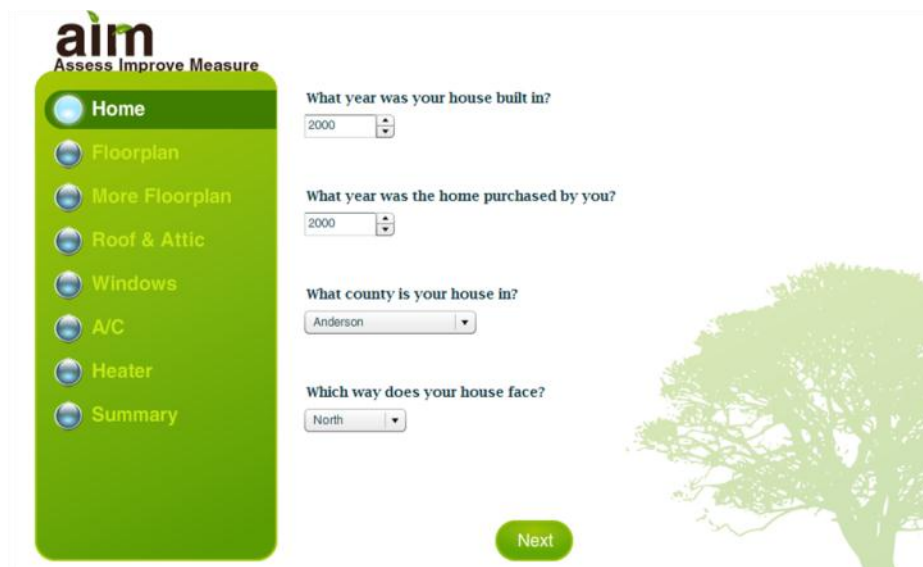 aim
Assess Improve Measure
Home
Floorplan
More Floorplan
Roof & Attic
Windows
A/C
Heater
Summary
What year was your house built in?
2000
What year was the home purchased by you?
2000
What county is your house in?
Anderson
Which way does your house face?
North
Next